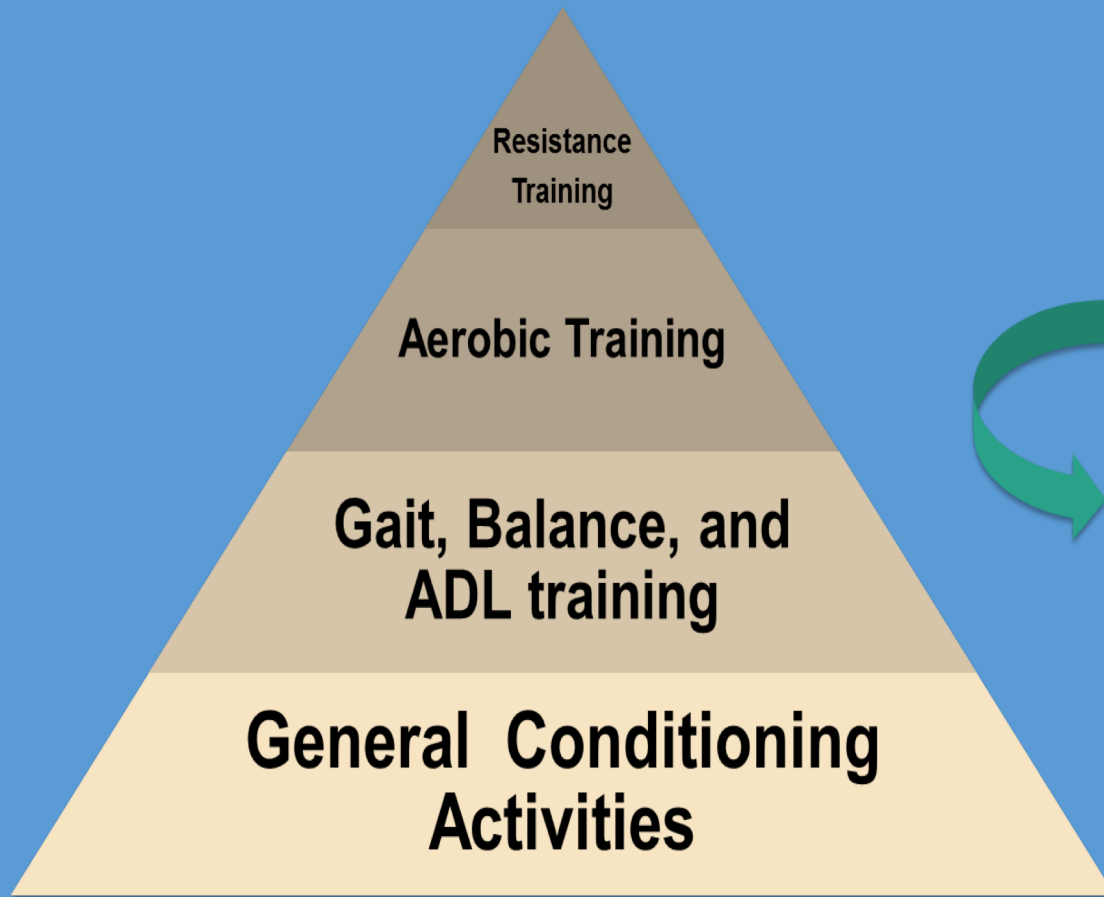 Resistance
Training
Aerobic Training
Gait, Balance, and
ADL training
General Conditioning
Activities